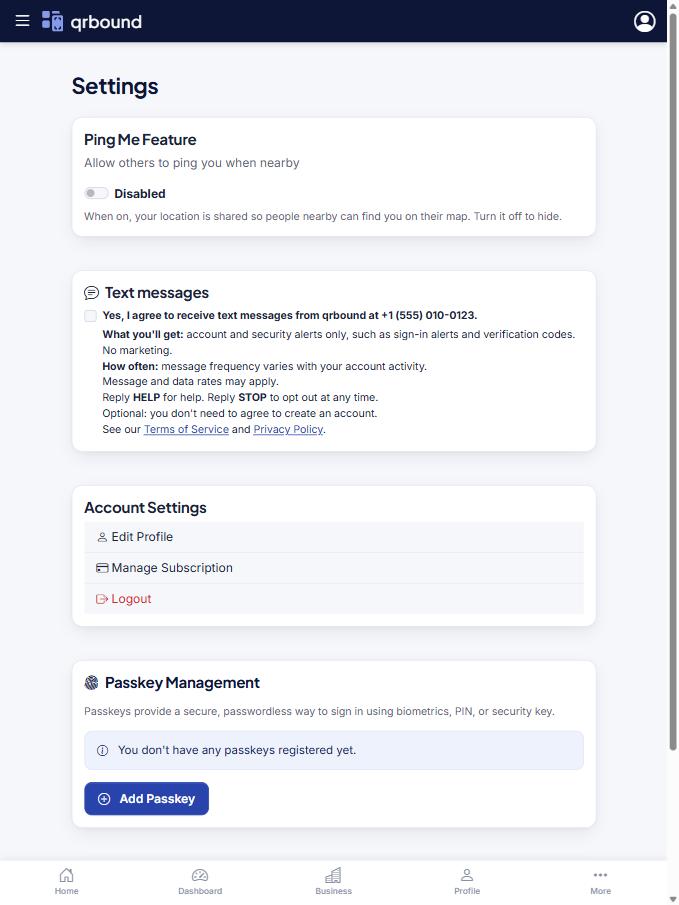 qrbound
Settings
Ping Me Feature
Allow others to ping you when nearby
Disabled
When on, your location is shared so people nearby can find you on their map. Turn it off to hide.
Text messages
Yes, I agree to receive text messages from qrbound at +1 (555) 010-0123.
What you'll get: account and security alerts only, such as sign-in alerts and verification codes.
No marketing.
How often: message frequency varies with your account activity.
Message and data rates may apply.
Reply HELP for help. Reply STOP to opt out at any time.
Optional: you don't need to agree to create an account.
See our Terms of Service and Privacy Policy.
Account Settings
Edit Profile
Manage Subscription
Logout
Passkey Management
Passkeys provide a secure, passwordless way to sign in using biometrics, PIN, or security key.
You don't have any passkeys registered yet.
Add Passkey
Home
Dashboard
Business
Profile
More